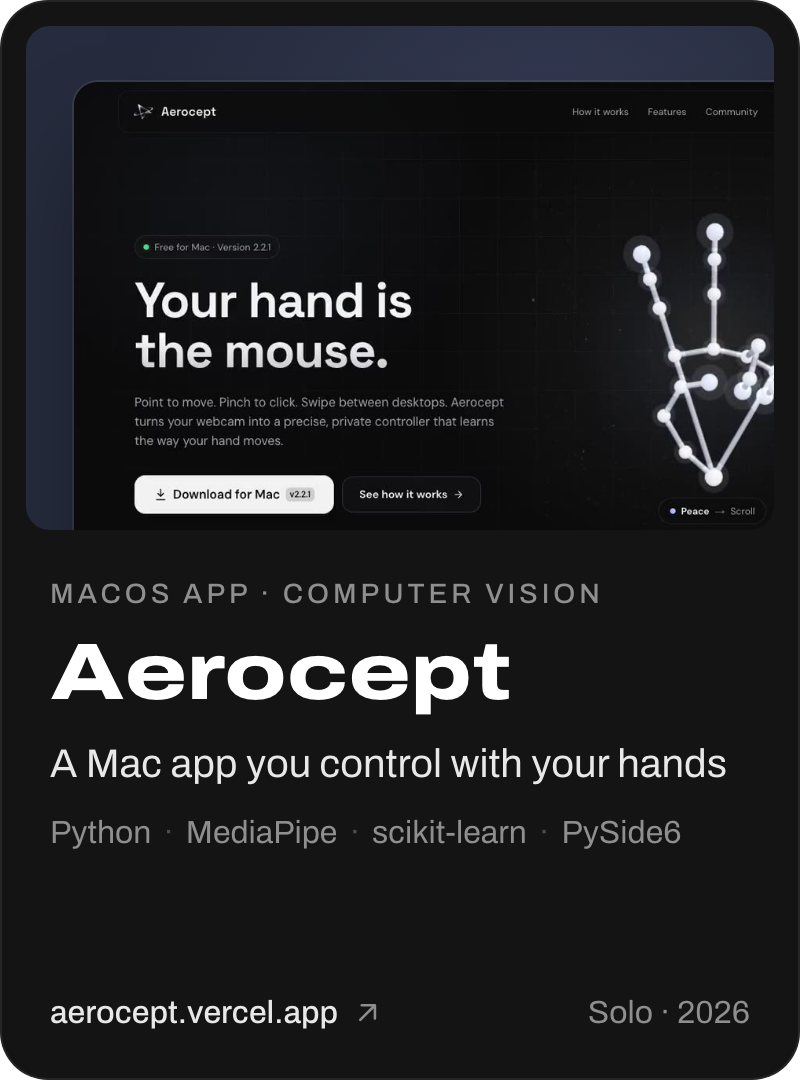 Aerocept
How it works Features Community
Free for Mac · Version 2.2.1
Your hand is
the mouse.
Point to move. Pinch to click. Swipe between desktops. Aerocept
turns your webcam into a precise, private controller that learns
the way your hand moves.
Download for Mac v2.2.1 See how it works →
Peace → Scroll
MACOS APP · COMPUTER VISION
Aerocept
A Mac app you control with your hands
Python · MediaPipe · scikit-learn · PySide6
aerocept.vercel.app ↗ Solo · 2026